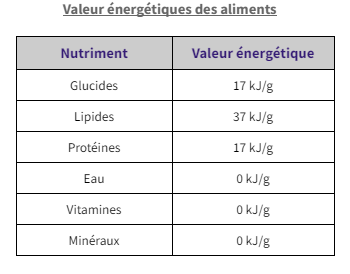 Valeur énergétiques des aliments
Nutriment Valeur énergétique
Glucides 17 kJ/g
Lipides 37 kJ/g
Protéines 17 kJ/g
Eau 0 kJ/g
Vitamines 0 kJ/g
Minéraux 0 kJ/g